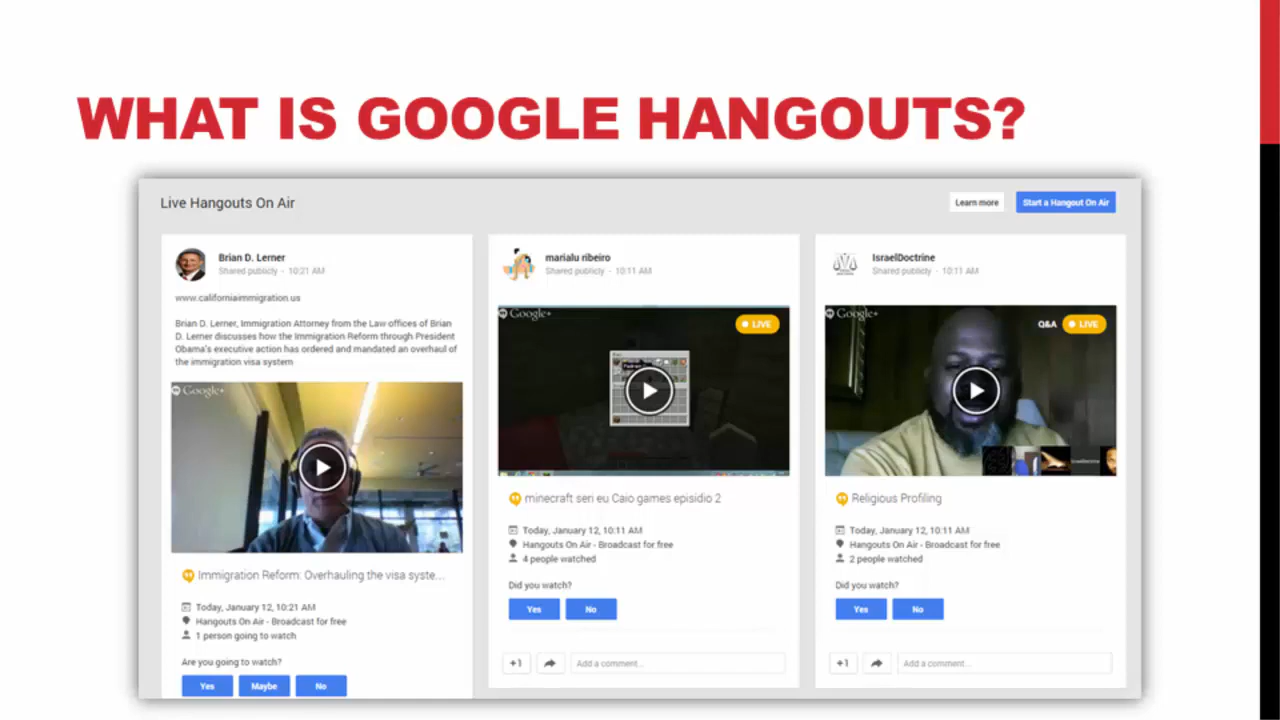 WHAT IS GOOGLE HANGOUTS?
Live Hangouts On Air
Learn more
Start a Hangout On Air
Brian D. Lerner
Shared publicly - 10:21 AM
www.californiaimmigration.us
Brian D. Lerner, Immigration Attorney from the Law offices of Brian
D. Lerner discusses how the Immigration Reform through President
Obama's executive action has ordered and mandated an overhaul of
the immigration visa system
Google+
Immigration Reform: Overhauling the visa syste...
Today, January 12, 10:21 AM
Hangouts On Air - Broadcast for free
1 person going to watch
Are you going to watch?
Yes
Maybe
No
marialu ribeiro
Shared publicly - 10:11 AM
Google+
LIVE
minecraft seri eu Caio games episidio 2
Today, January 12, 10:11 AM
Hangouts On Air - Broadcast for free
4 people watched
Did you watch?
Yes
No
+1
Add a comment...
IsraelDoctrine
Shared publicly - 10:11 AM
Google+
Q&A
LIVE
IsraelDoctrine
Religious Profiling
Today, January 12, 10:11 AM
Hangouts On Air - Broadcast for free
2 people watched
Did you watch?
Yes
No
+1
Add a comment...